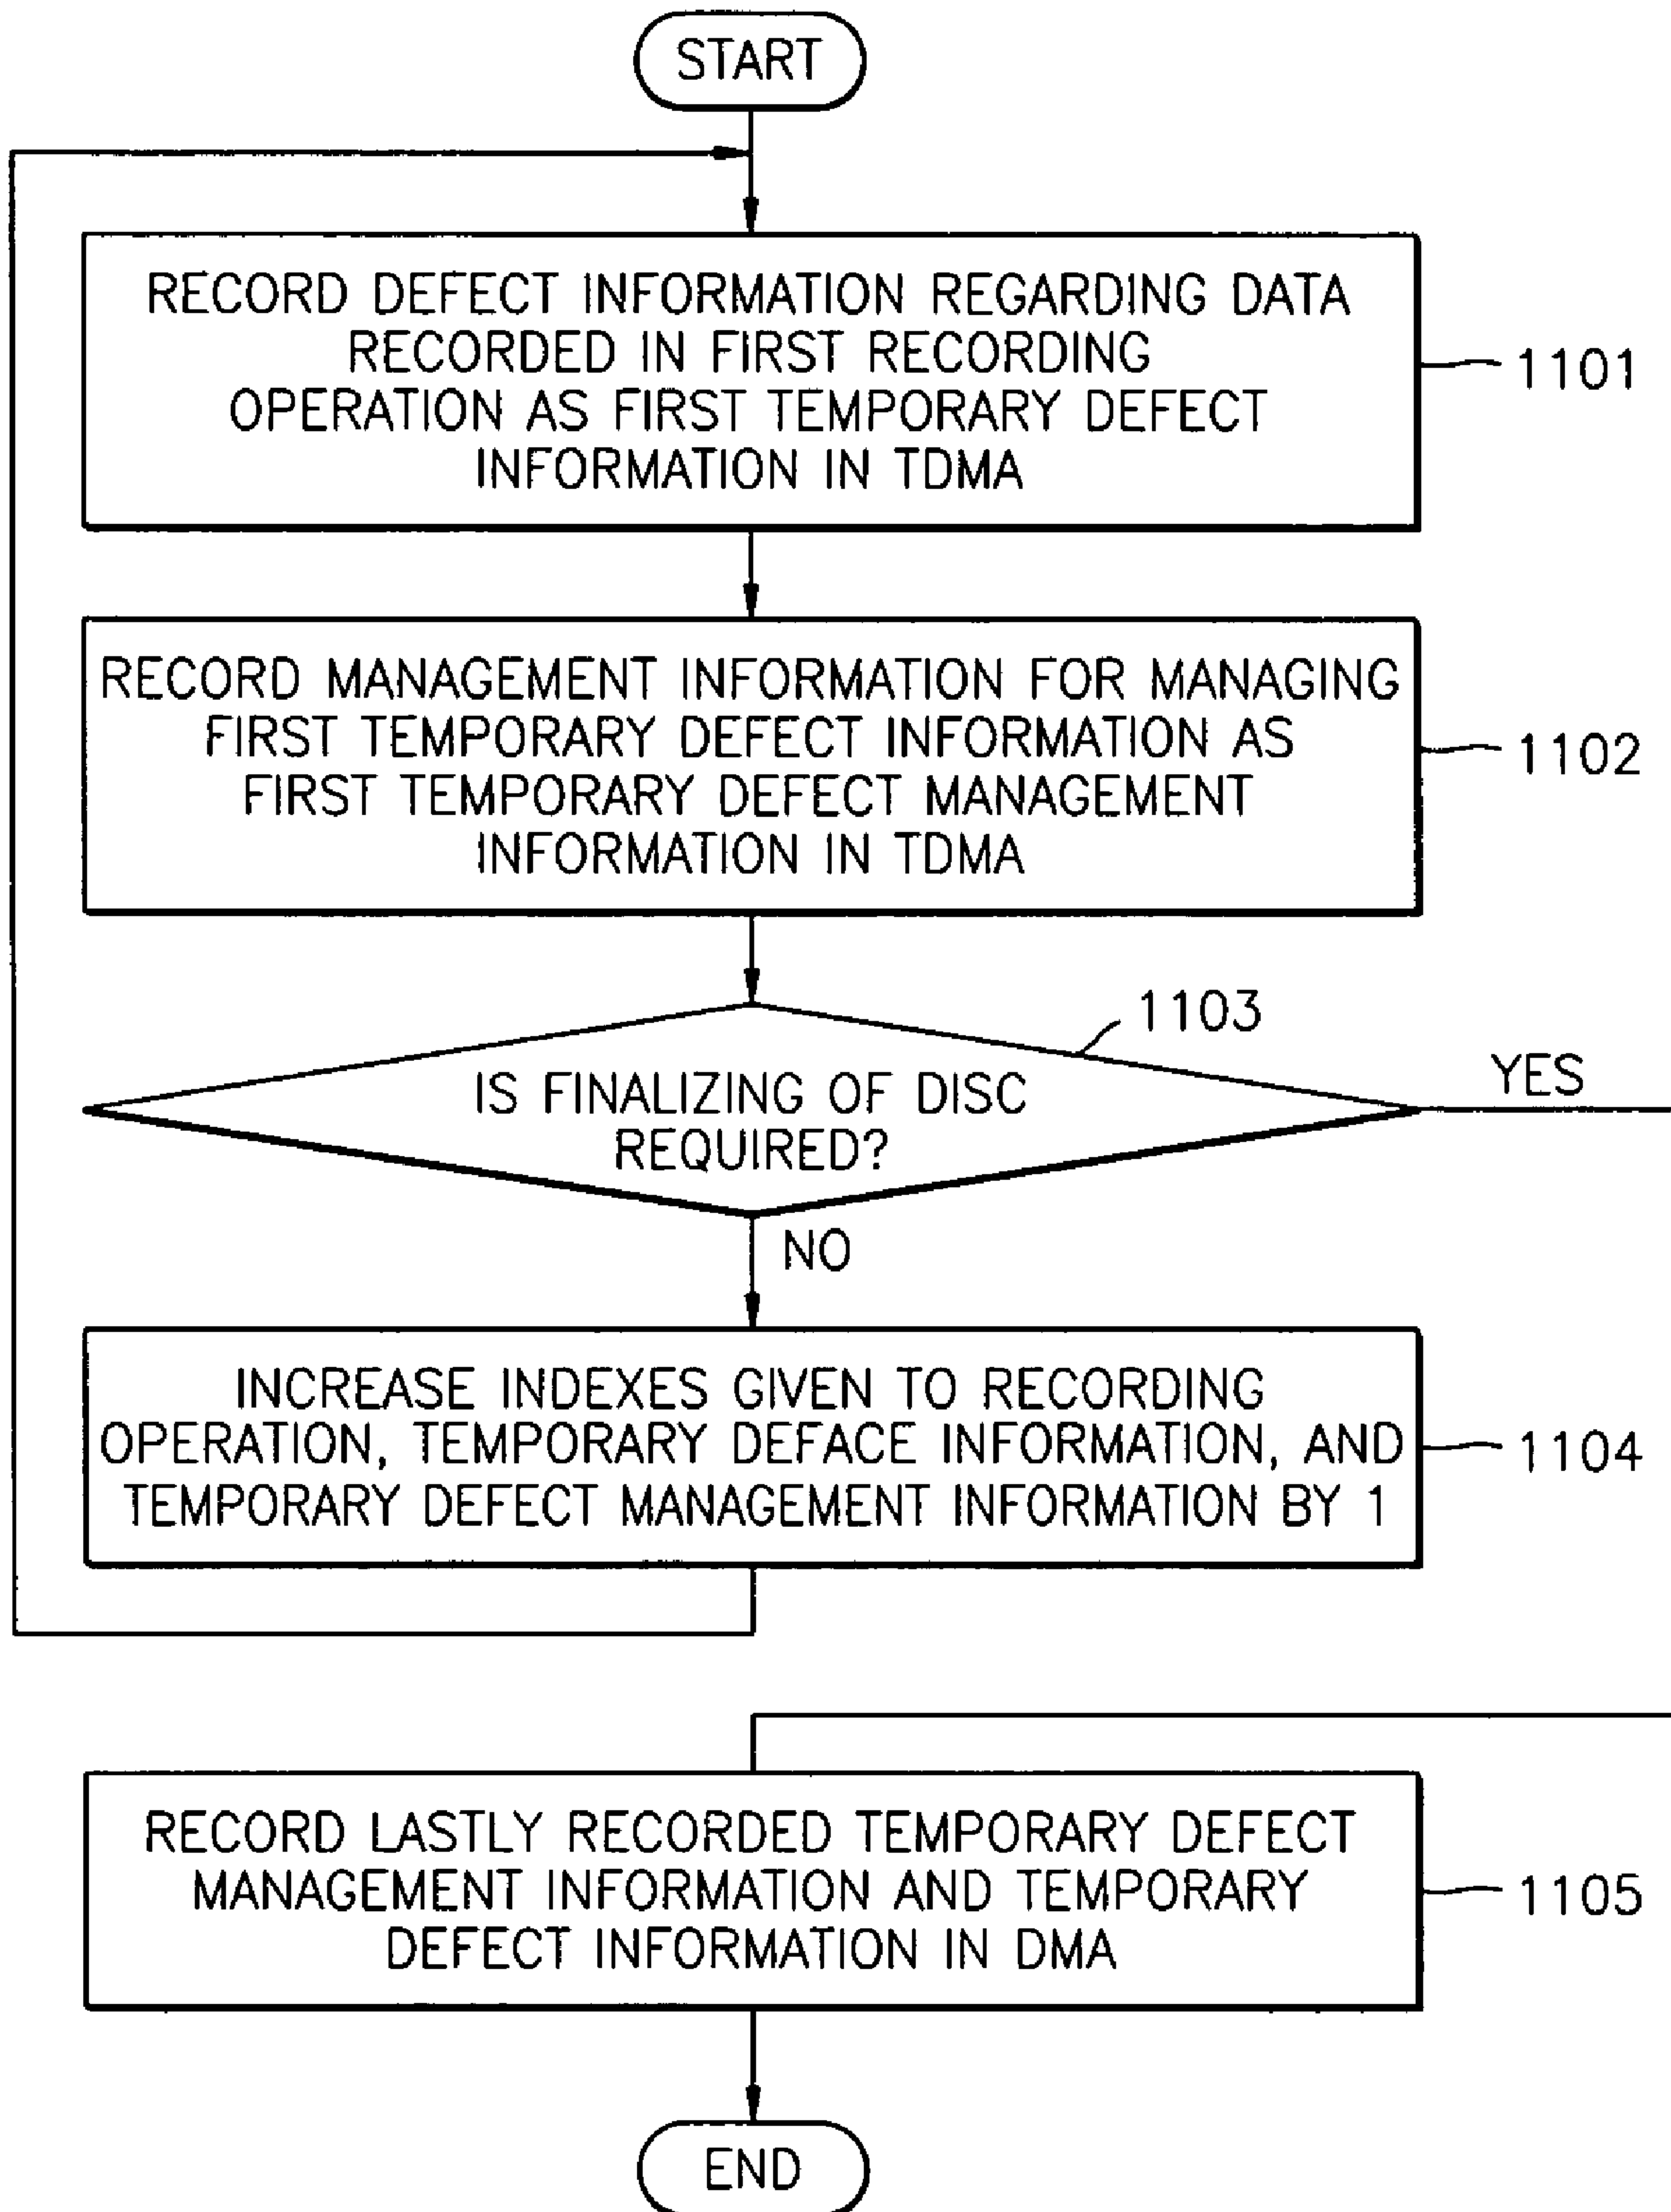 START
RECORD DEFECT INFORMATION REGARDING DATA
RECORDED IN FIRST RECORDING
OPERATION AS FIRST TEMPORARY DEFECT
INFORMATION IN TDMA
1101
RECORD MANAGEMENT INFORMATION FOR MANAGING
FIRST TEMPORARY DEFECT INFORMATION AS
FIRST TEMPORARY DEFECT MANAGEMENT
INFORMATION IN TDMA
1102
1103
IS FINALIZING OF DISC
REQUIRED?
YES
NO
INCREASE INDEXES GIVEN TO RECORDING
OPERATION, TEMPORARY DEFACE INFORMATION, AND
TEMPORARY DEFECT MANAGEMENT INFORMATION BY 1
1104
RECORD LASTLY RECORDED TEMPORARY DEFECT
MANAGEMENT INFORMATION AND TEMPORARY
DEFECT INFORMATION IN DMA
1105
END